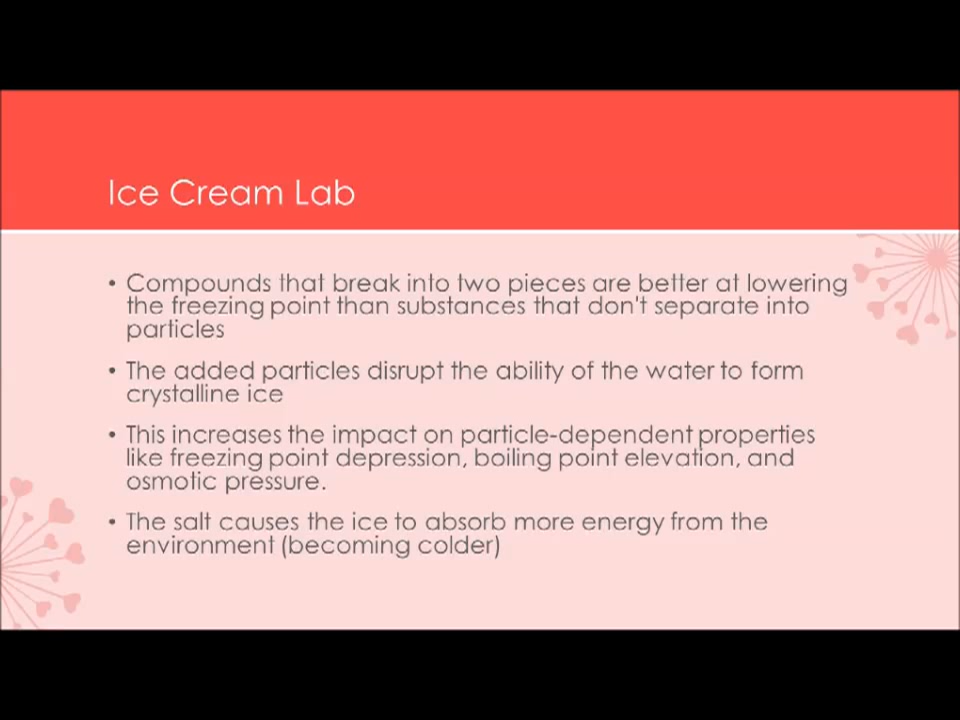 Ice Cream Lab
• Compounds that break into two pieces are better at lowering
the freezing point than substances that don't separate into
particles
• The added particles disrupt the ability of the water to form
crystalline ice
• This increases the impact on particle-dependent properties
like freezing point depression, boiling point elevation, and
osmotic pressure.
• The salt causes the ice to absorb more energy from the
environment (becoming colder)